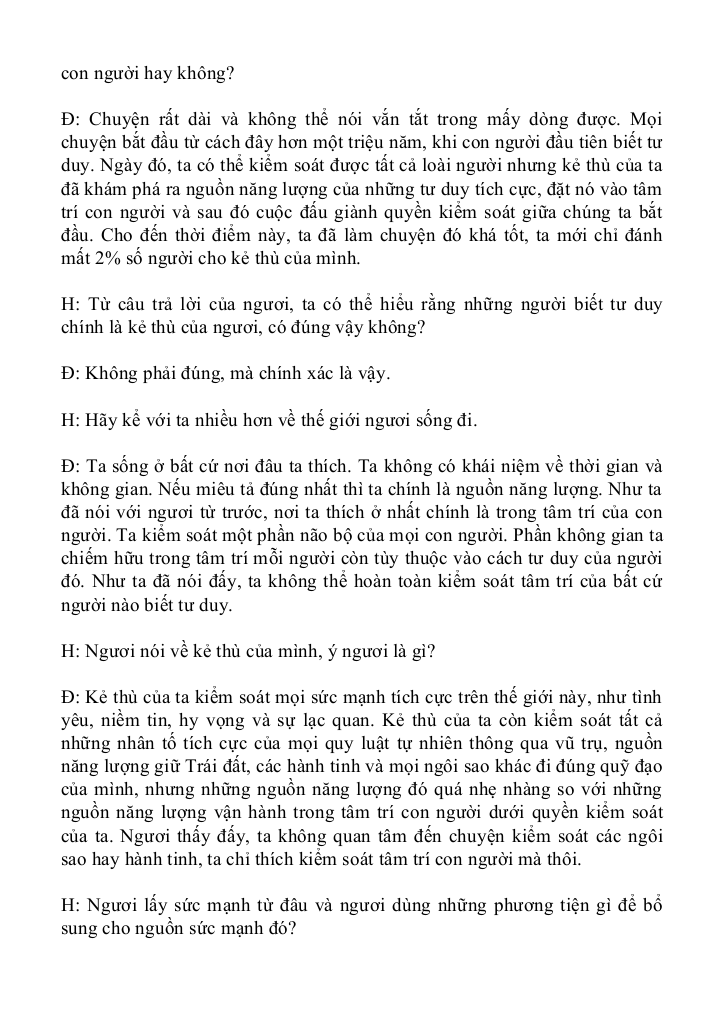 con người hay không?
Đ: Chuyện rất dài và không thể nói vắn tắt trong mấy dòng được. Mọi
chuyện bắt đầu từ cách đây hơn một triệu năm, khi con người đầu tiên biết tư
duy. Ngày đó, ta có thể kiểm soát được tất cả loài người nhưng kẻ thù của ta
đã khám phá ra nguồn năng lượng của những tư duy tích cực, đặt nó vào tâm
trí con người và sau đó cuộc đấu giành quyền kiểm soát giữa chúng ta bắt
đầu. Cho đến thời điểm này, ta đã làm chuyện đó khá tốt, ta mới chỉ đánh
mất 2% số người cho kẻ thù của mình.
H: Từ câu trả lời của ngươi, ta có thể hiểu rằng những người biết tư duy
chính là kẻ thù của ngươi, có đúng vậy không?
Đ: Không phải đúng, mà chính xác là vậy.
H: Hãy kể với ta nhiều hơn về thế giới ngươi sống đi.
Đ: Ta sống ở bất cứ nơi đâu ta thích. Ta không có khái niệm về thời gian và
không gian. Nếu miêu tả đúng nhất thì ta chính là nguồn năng lượng. Như ta
đã nói với ngươi từ trước, nơi ta thích ở nhất chính là trong tâm trí của con
người. Ta kiểm soát một phần não bộ của mọi con người. Phần không gian ta
chiếm hữu trong tâm trí mỗi người còn tùy thuộc vào cách tư duy của người
đó. Như ta đã nói đấy, ta không thể hoàn toàn kiểm soát tâm trí của bất cứ
người nào biết tư duy.
H: Ngươi nói về kẻ thù của mình, ý ngươi là gì?
Đ: Kẻ thù của ta kiểm soát mọi sức mạnh tích cực trên thế giới này, như tình
yêu, niềm tin, hy vọng và sự lạc quan. Kẻ thù của ta còn kiểm soát tất cả
những nhân tố tích cực của mọi quy luật tự nhiên thông qua vũ trụ, nguồn
năng lượng giữ Trái đất, các hành tinh và mọi ngôi sao khác đi đúng quỹ đạo
của mình, nhưng những nguồn năng lượng đó quá nhẹ nhàng so với những
nguồn năng lượng vận hành trong tâm trí con người dưới quyền kiểm soát
của ta. Ngươi thấy đấy, ta không quan tâm đến chuyện kiểm soát các ngôi
sao hay hành tinh, ta chỉ thích kiểm soát tâm trí con người mà thôi.
H: Ngươi lấy sức mạnh từ đâu và ngươi dùng những phương tiện gì để bổ
sung cho nguồn sức mạnh đó?